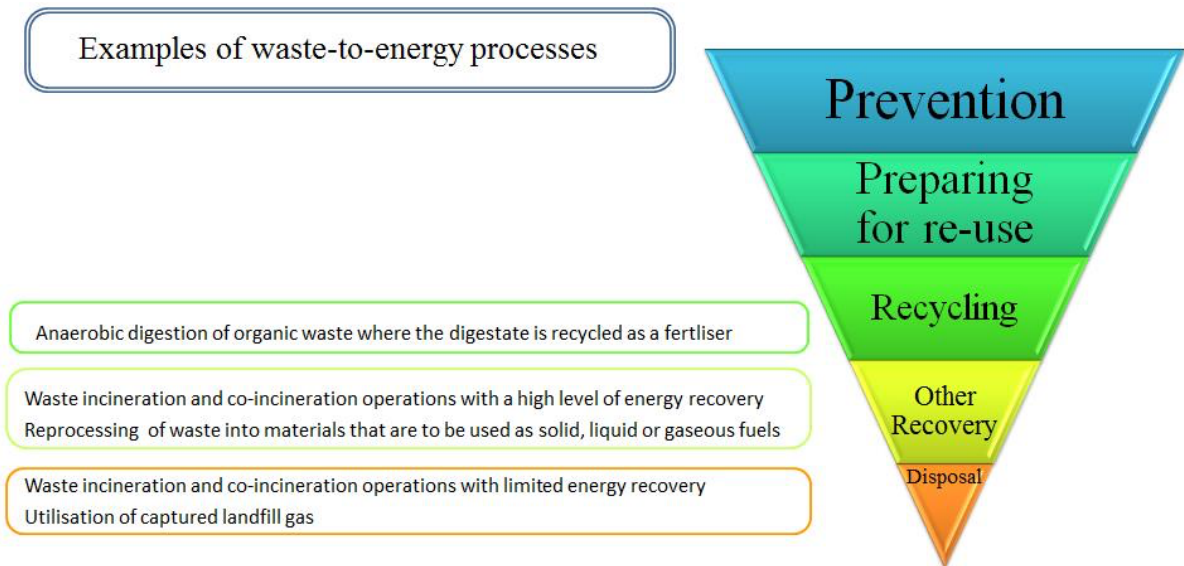 Examples of waste-to-energy processes
Prevention
Preparing
for re-use
Recycling
Anaerobic digestion of organic waste where the digestate is recycled as a fertliser
Other
Recovery
Waste incineration and co-incineration operations with a high level of energy recovery
Reprocessing of waste into materials that are to be used as solid, liquid or gaseous fuels
Disposal
Waste incineration and co-incineration operations with limited energy recovery
Utilisation of captured landfill gas